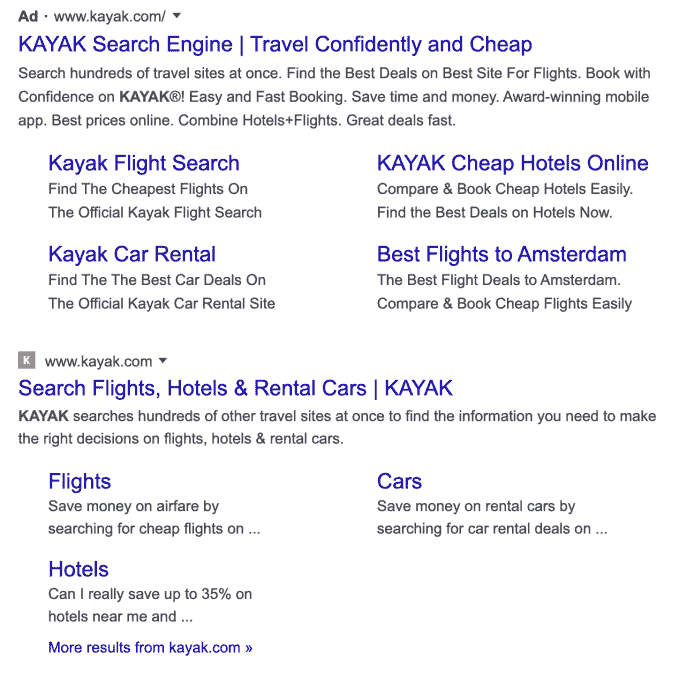 Ad · www.kayak.com/
KAYAK Search Engine | Travel Confidently and Cheap
Search hundreds of travel sites at once. Find the Best Deals on Best Site For Flights. Book with
Confidence on KAYAK®! Easy and Fast Booking. Save time and money. Award-winning mobile
app. Best prices online. Combine Hotels+Flights. Great deals fast.
Kayak Flight Search
Find The Cheapest Flights On
The Official Kayak Flight Search
KAYAK Cheap Hotels Online
Compare & Book Cheap Hotels Easily.
Find the Best Deals on Hotels Now.
Kayak Car Rental
Find The The Best Car Deals On
The Official Kayak Car Rental Site
Best Flights to Amsterdam
The Best Flight Deals to Amsterdam.
Compare & Book Cheap Flights Easily
K www.kayak.com
Search Flights, Hotels & Rental Cars | KAYAK
KAYAK searches hundreds of other travel sites at once to find the information you need to make
the right decisions on flights, hotels & rental cars.
Flights
Save money on airfare by
searching for cheap flights on ...
Cars
Save money on rental cars by
searching for car rental deals on ...
Hotels
Can I really save up to 35% on
hotels near me and ...
More results from kayak.com »